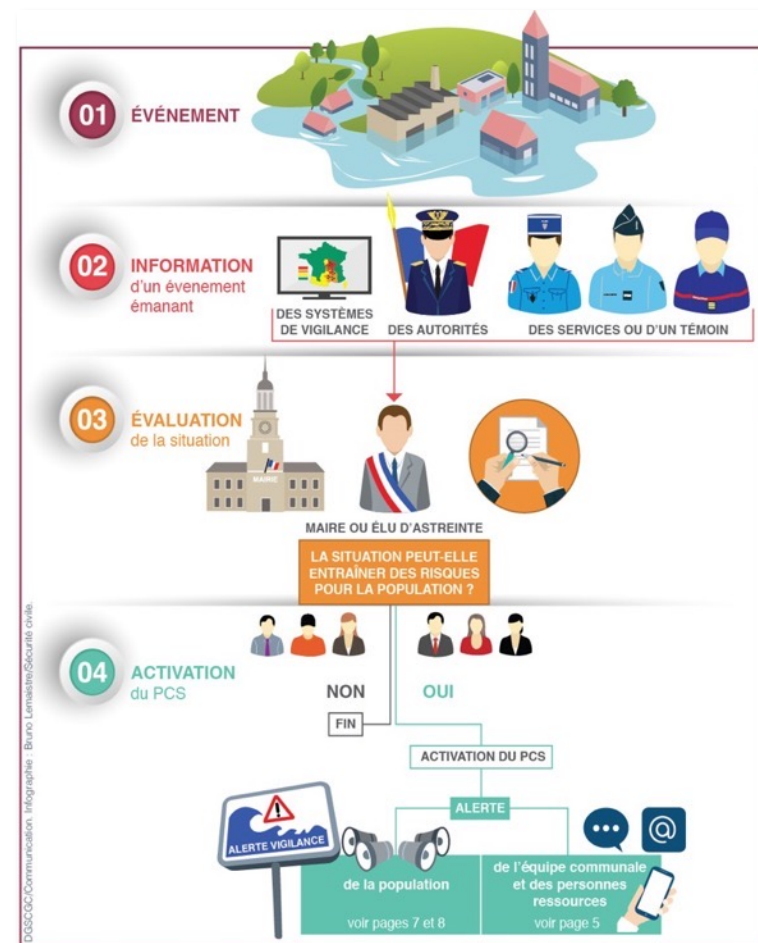 01 ÉVÉNEMENT
02 INFORMATION
d'un évenement
émanant
DES SYSTÈMES
DE VIGILANCE
DES AUTORITÉS
DES SERVICES OU D'UN TÉMOIN
03 ÉVALUATION
de la situation
MAIRIE
MAIRE OU ÉLU D'ASTREINTE
LA SITUATION PEUT-ELLE
ENTRAÎNER DES RISQUES
POUR LA POPULATION ?
04 ACTIVATION
du PCS
NON
OUI
FIN
ACTIVATION DU PCS
ALERTE
ALERTE VIGILANCE
@
de la population
voir pages 7 et 8
de l'équipe communale
et des personnes
ressources
voir page 5
DGSCGC/Communication. Infographie : Bruno Lemaistre/Sécurité civile.